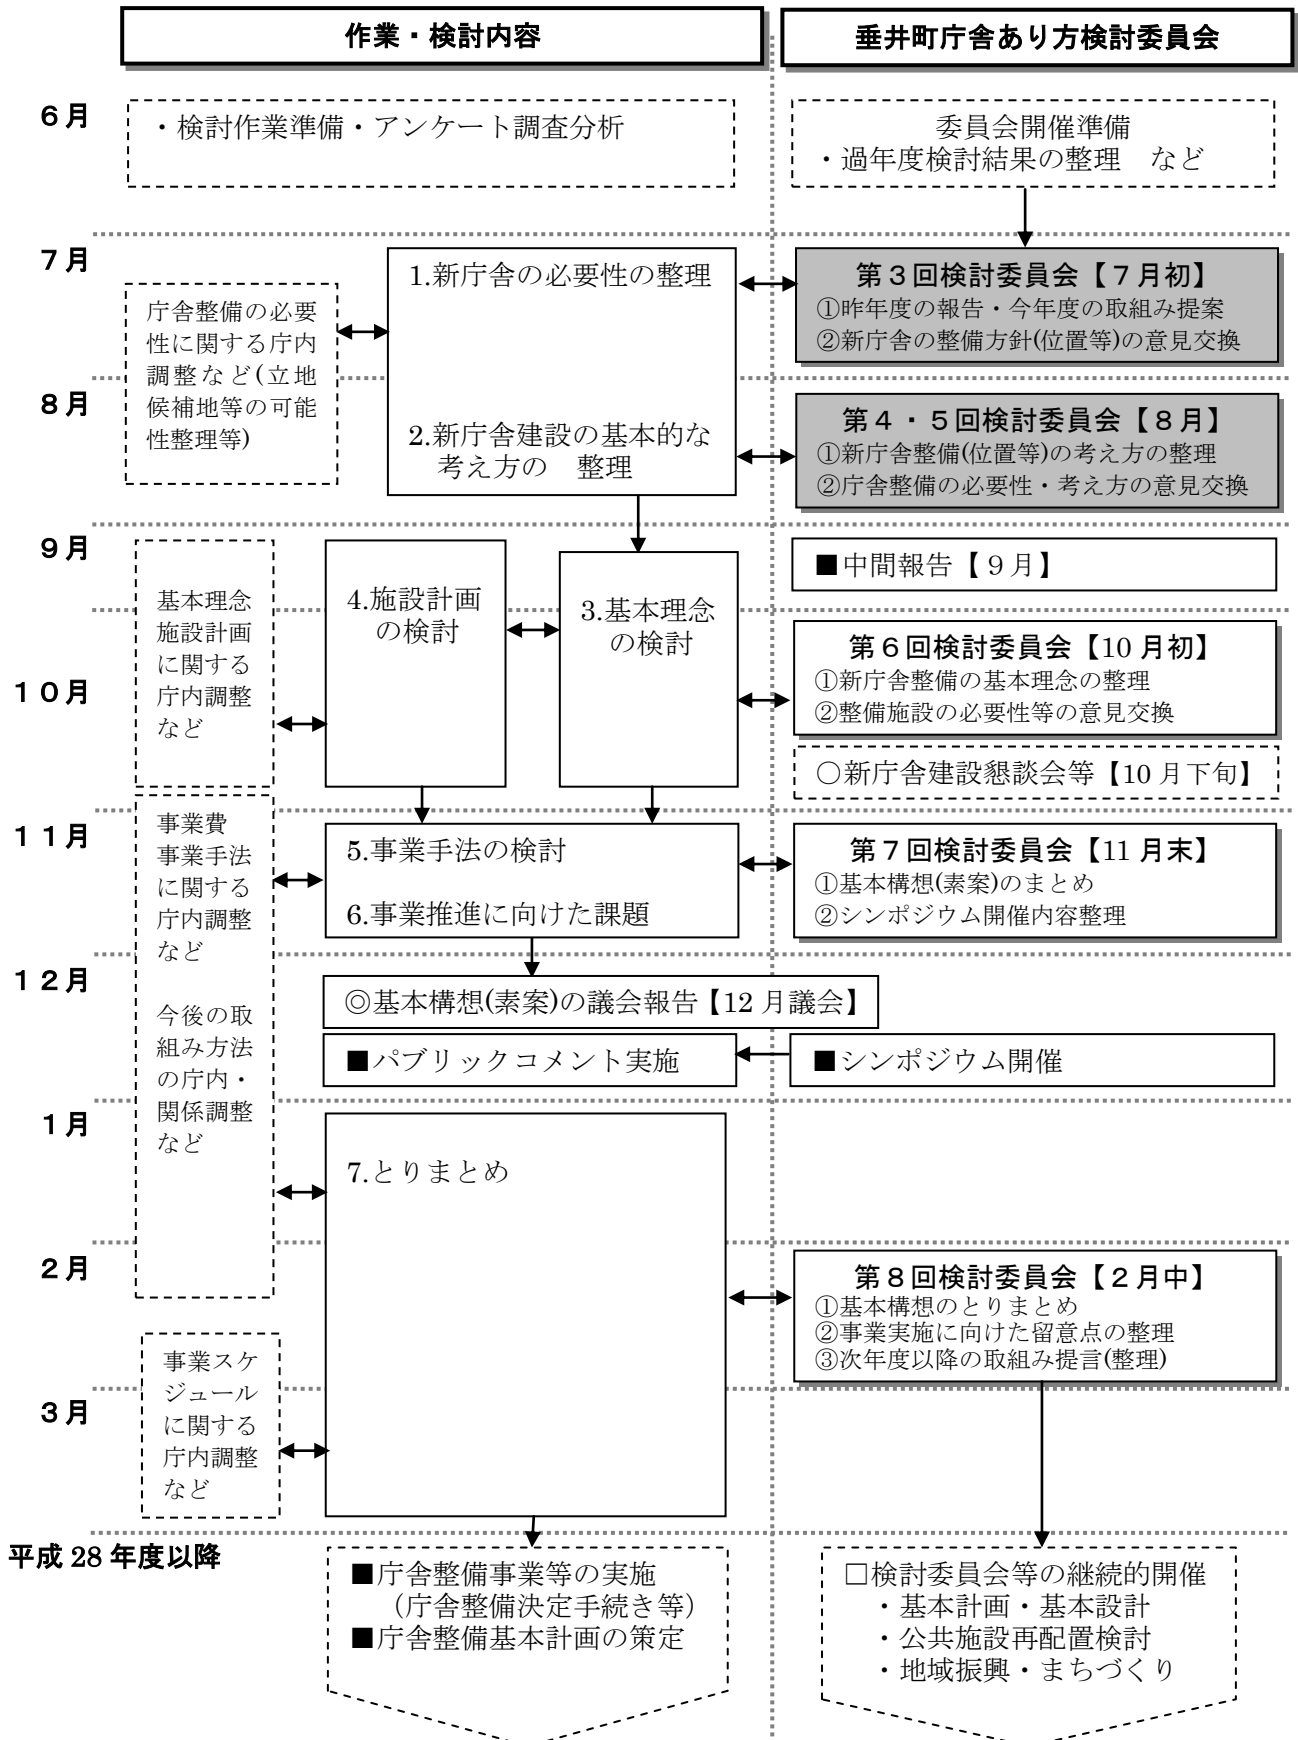 作業・検討内容
垂井町庁舎あり方検討委員会
６月
・検討作業準備・アンケート調査分析
委員会開催準備
・過年度検討結果の整理　など
７月
庁舎整備の必要
性に関する庁内
調整など(立地
候補地等の可能
性整理等)
1.新庁舎の必要性の整理
第３回検討委員会【７月初】
①昨年度の報告・今年度の取組み提案
②新庁舎の整備方針(位置等)の意見交換
８月
2.新庁舎建設の基本的な
考え方の　整理
第４・５回検討委員会【８月】
①新庁舎整備(位置等)の考え方の整理
②庁舎整備の必要性・考え方の意見交換
９月
基本理念
施設計画
に関する
庁内調整
など
4.施設計画
の検討
3.基本理念
の検討
■中間報告【９月】
１０月
第６回検討委員会【10 月初】
①新庁舎整備の基本理念の整理
②整備施設の必要性等の意見交換
○新庁舎建設懇談会等【10 月下旬】
１１月
事業費
事業手法
に関する
庁内調整
など
今後の取
組み方法
の庁内・
関係調整
など
5.事業手法の検討
6.事業推進に向けた課題
第７回検討委員会【11 月末】
①基本構想(素案)のまとめ
②シンポジウム開催内容整理
１２月
◎基本構想(素案)の議会報告【12 月議会】
■パブリックコメント実施
■シンポジウム開催
１月
7.とりまとめ
２月
第８回検討委員会【２月中】
①基本構想のとりまとめ
②事業実施に向けた留意点の整理
③次年度以降の取組み提言(整理)
３月
事業スケ
ジュール
に関する
庁内調整
など
平成 28 年度以降
■庁舎整備事業等の実施
（庁舎整備決定手続き等）
■庁舎整備基本計画の策定
□検討委員会等の継続的開催
・基本計画・基本設計
・公共施設再配置検討
・地域振興・まちづくり